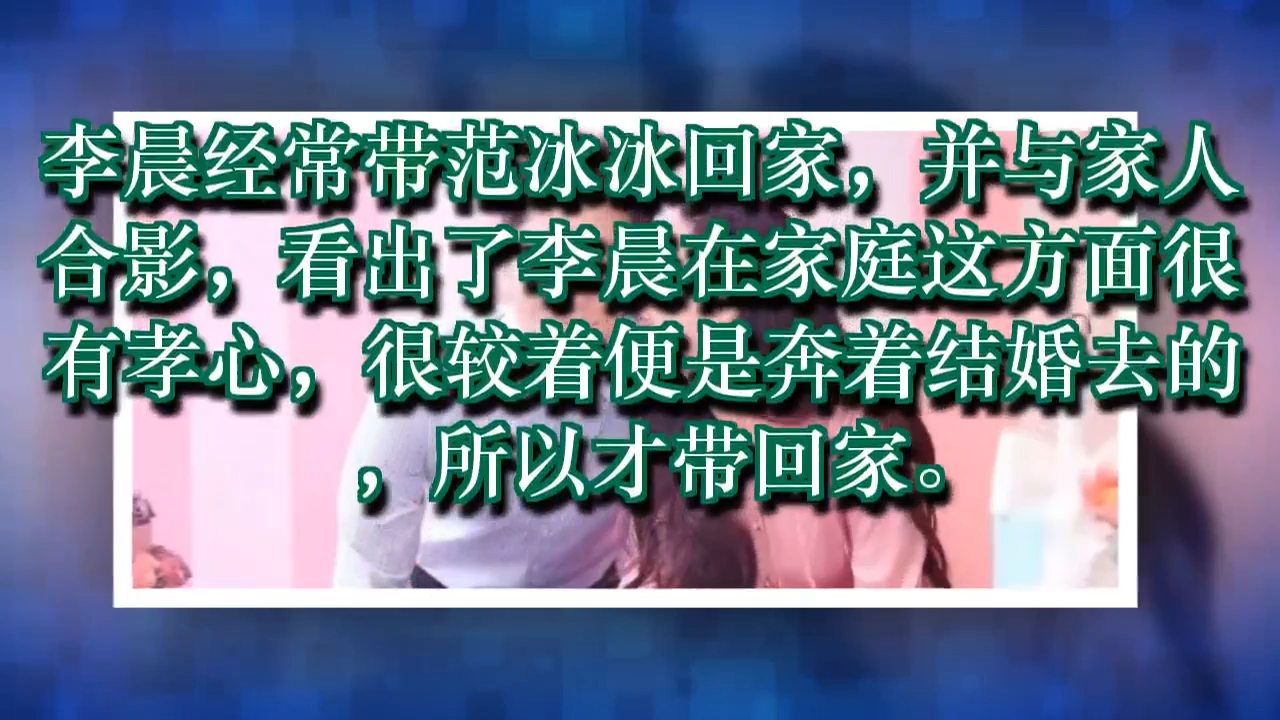 李晨经常带范冰冰回家，并与家人
合影，看出了李晨在家庭这方面很
有孝心，很较着便是奔着结婚去的
，所以才带回家。